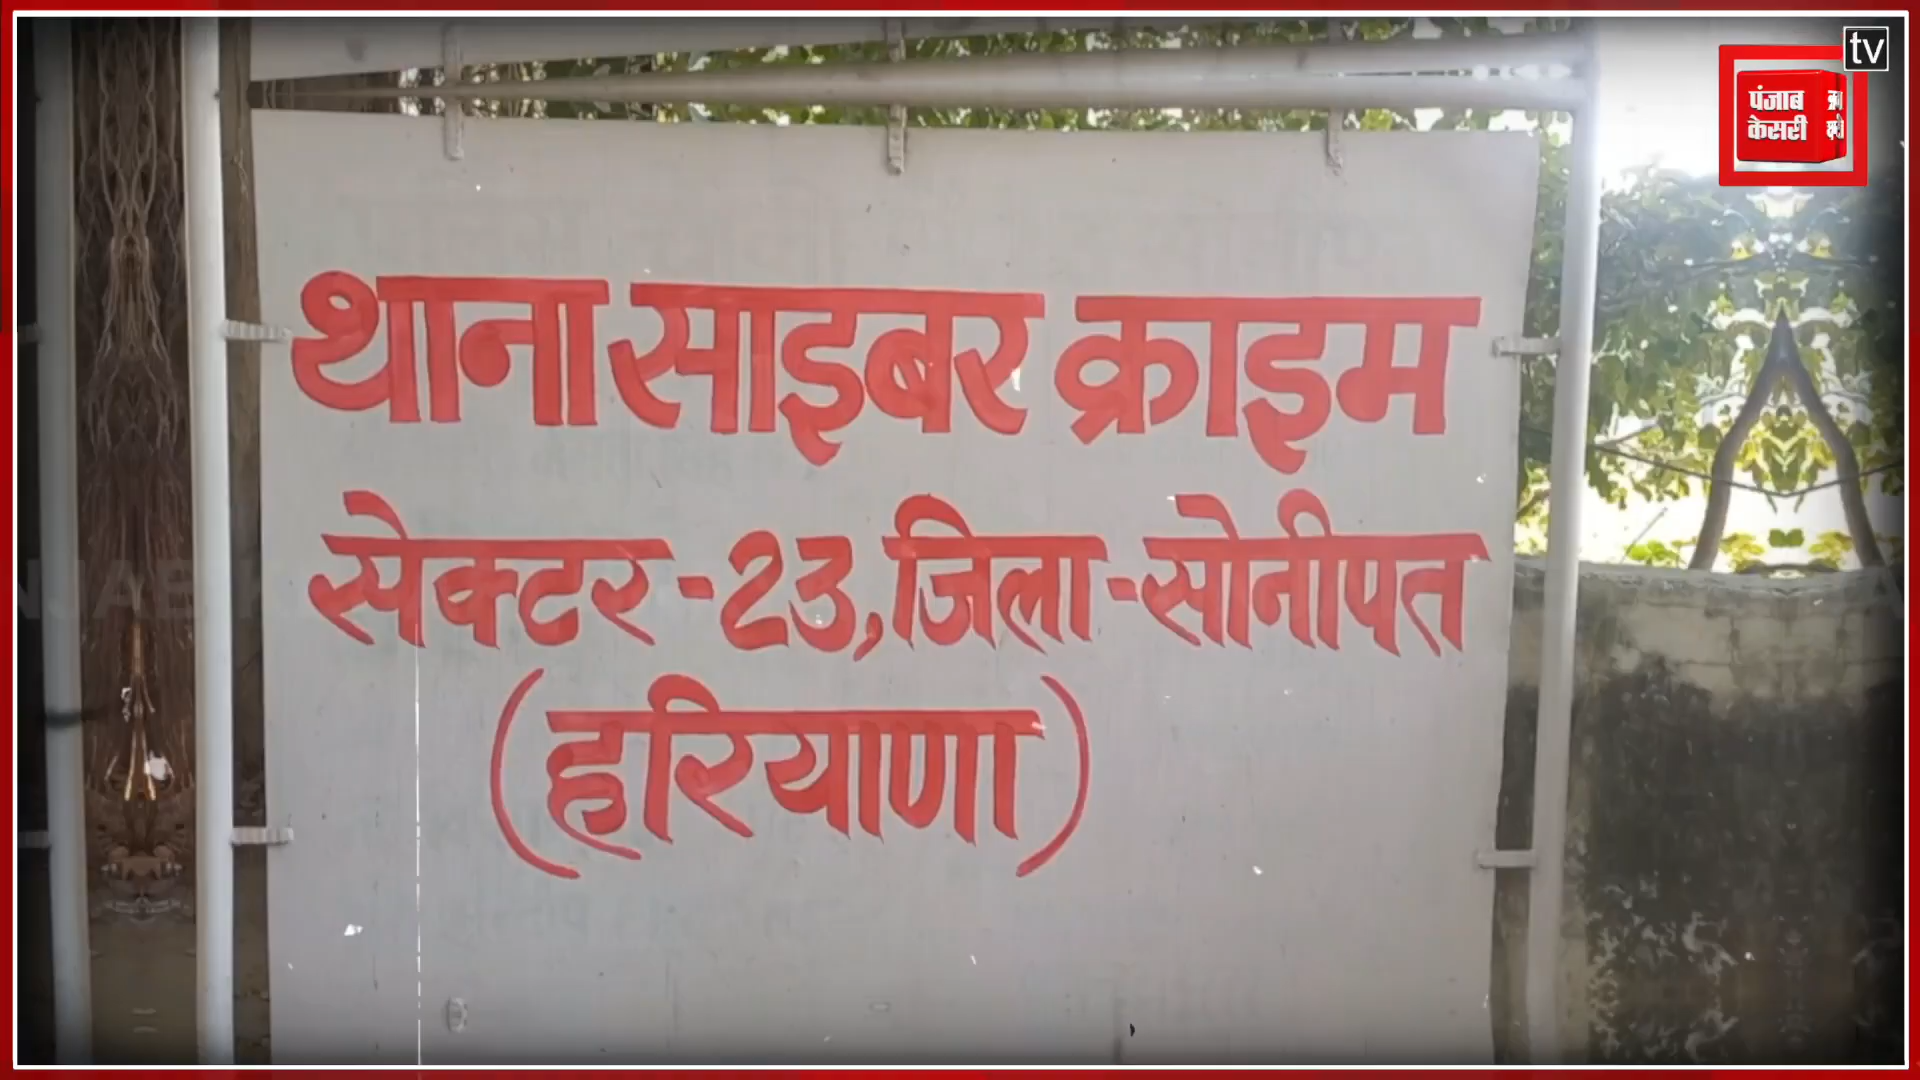 tv
पंजाब
केसरी
थाना साइबर क्राइम
सेक्टर-23, जिला-सोनीपत
(हरियाणा)